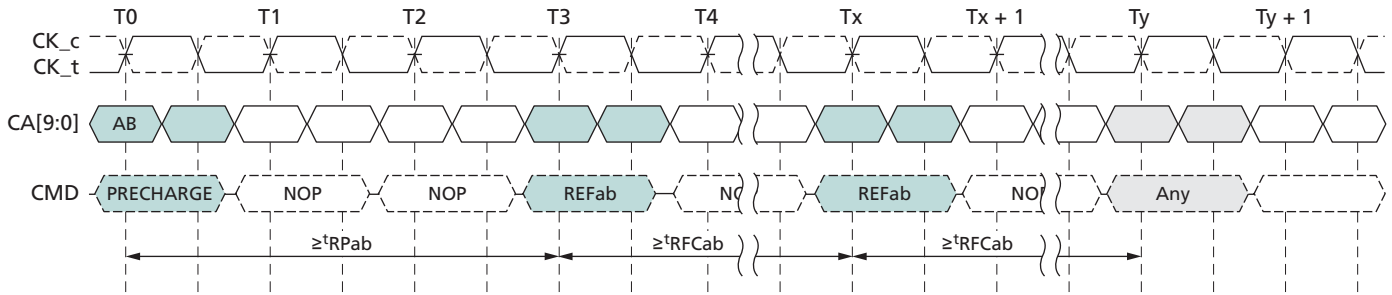 T0 T1 T2 T3 T4 Tx Tx + 1 Ty Ty + 1
CK_c
CK_t
CA[9:0] AB
CMD PRECHARGE NOP NOP REFab REFab Any
≥tRPab ≥tRFCab ≥tRFCab